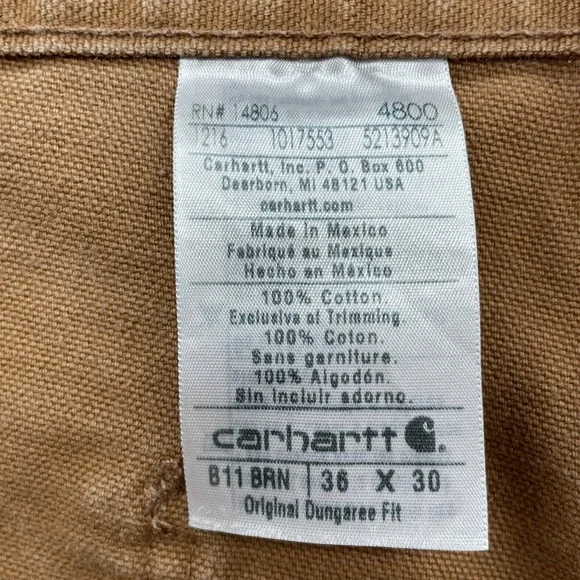 RN# 14806 4800
1216 1017553 5213909A
Carhartt, Inc. P. O. Box 600
Dearborn, MI 48121 USA
carhartt.com
Made in Mexico
Fabriqué au Mexique
Hecho en México
100% Cotton.
Exclusive of Trimming.
100% Coton.
Sans garniture.
100% Algodón.
Sin incluir adorno.
carhartt
B11 BRN 36 X 30
Original Dungaree Fit